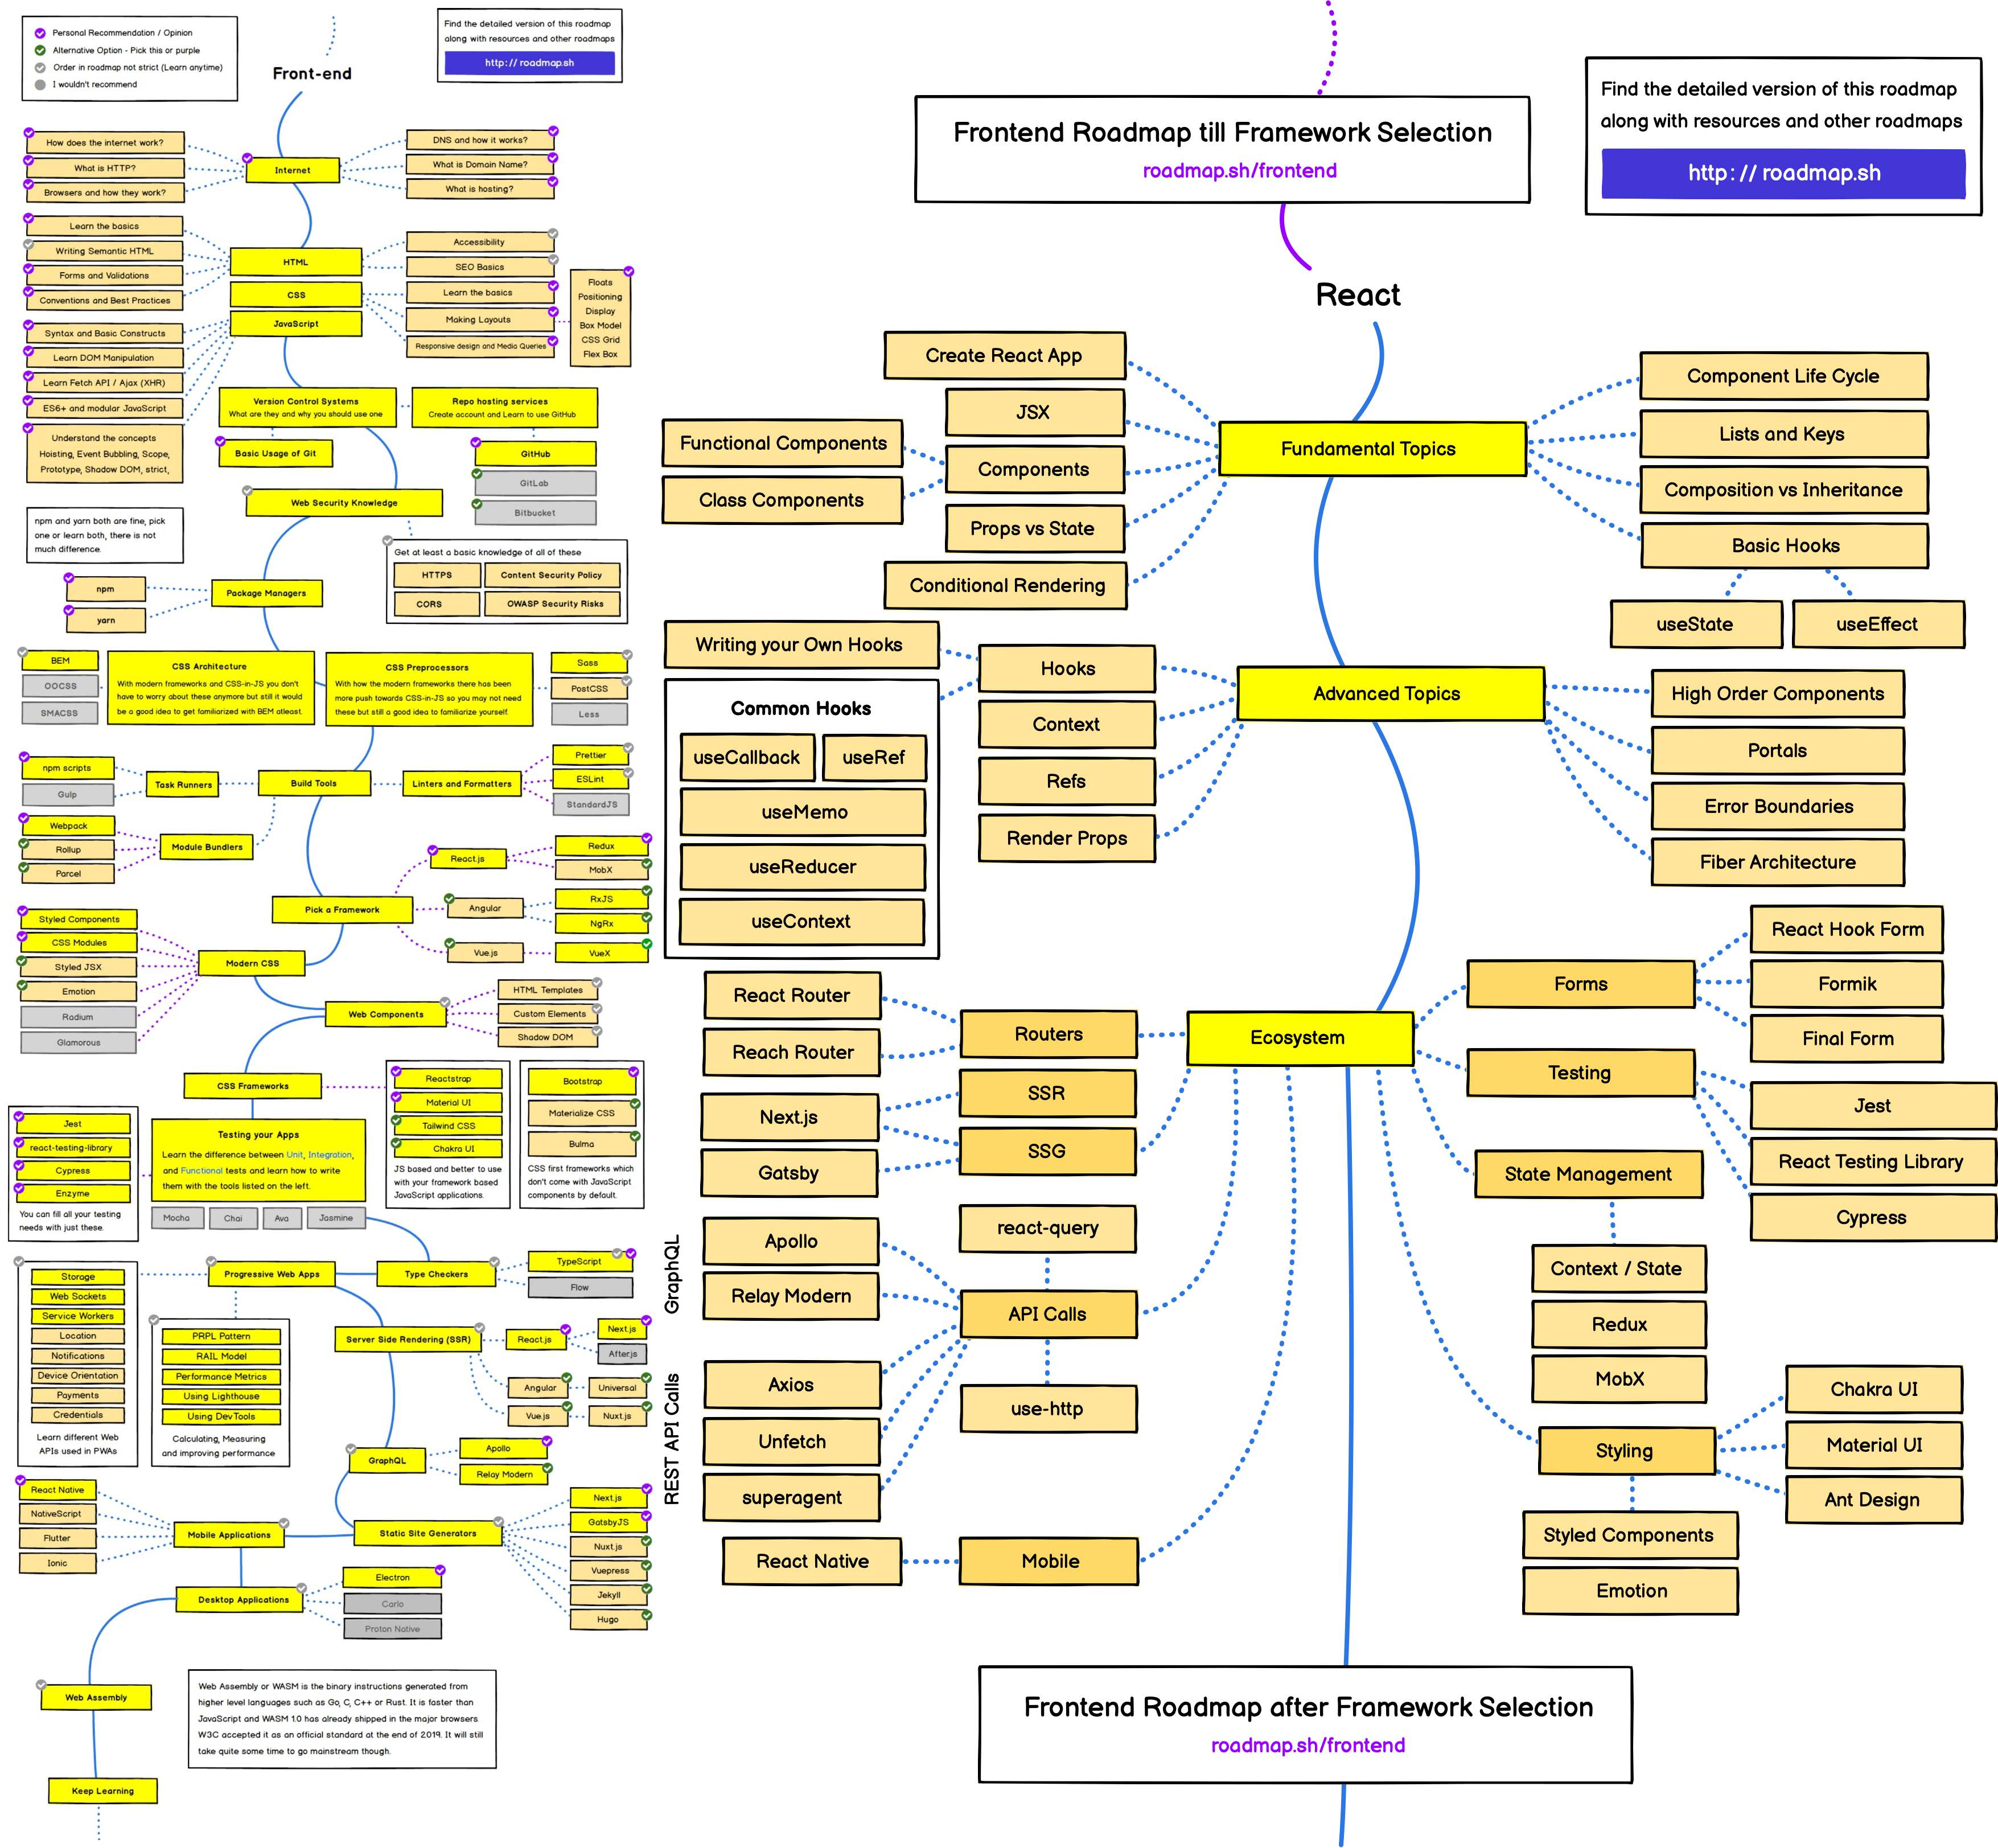 Personal Recommendation / Opinion
Alternative Option - Pick this or purple
Order in roadmap not strict (Learn anytime)
I wouldn't recommend
Front-end
Find the detailed version of this roadmap
along with resources and other roadmaps
http://roadmap.sh
How does the internet work?
What is HTTP?
Browsers and how they work?
Internet
DNS and how it works?
What is Domain Name?
What is hosting?
Learn the basics
Writing Semantic HTML
Forms and Validations
Conventions and Best Practices
HTML
CSS
JavaScript
Accessibility
SEO Basics
Learn the basics
Making Layouts
Responsive design and Media Queries
Floats
Positioning
Display
Box Model
CSS Grid
Flex Box
Syntax and Basic Constructs
Learn DOM Manipulation
Learn Fetch API / Ajax (XHR)
ES6+ and modular JavaScript
Understand the concepts
Hoisting, Event Bubbling, Scope,
Prototype, Shadow DOM, strict,
Version Control Systems
What are they and why you should use one
Repo hosting services
Create account and Learn to use GitHub
Basic Usage of Git
GitHub
GitLab
Bitbucket
Web Security Knowledge
Get at least a basic knowledge of all of these
HTTPS
Content Security Policy
CORS
OWASP Security Risks
npm and yarn both are fine, pick
one or learn both, there is not
much difference.
npm
yarn
Package Managers
BEM
OOCSS
SMACSS
CSS Architecture
With modern frameworks and CSS-in-JS you don't
have to worry about these anymore but still it would
be a good idea to get familiarized with BEM atleast.
CSS Preprocessors
With how the modern frameworks there has been
more push towards CSS-in-JS so you may not need
these but still a good idea to familiarize yourself.
Sass
PostCSS
Less
npm scripts
Gulp
Task Runners
Build Tools
Linters and Formatters
Prettier
ESLint
StandardJS
Webpack
Rollup
Parcel
Module Bundlers
Pick a Framework
React.js
Redux
MobX
Angular
RxJS
NgRx
Vue.js
VueX
Styled Components
CSS Modules
Styled JSX
Emotion
Radium
Glamorous
Modern CSS
Web Components
HTML Templates
Custom Elements
Shadow DOM
CSS Frameworks
Reactstrap
Material UI
Tailwind CSS
Chakra UI
JS based and better to use
with your framework based
JavaScript applications.
Bootstrap
Materialize CSS
Bulma
CSS first frameworks which
don't come with JavaScript
components by default.
Jest
react-testing-library
Cypress
Enzyme
You can fill all your testing
needs with just these.
Testing your Apps
Learn the difference between Unit, Integration,
and Functional tests and learn how to write
them with the tools listed on the left.
Mocha
Chai
Ava
Jasmine
Type Checkers
TypeScript
Flow
Progressive Web Apps
Storage
Web Sockets
Service Workers
Location
Notifications
Device Orientation
Payments
Credentials
Learn different Web
APIs used in PWAs
PRPL Pattern
RAIL Model
Performance Metrics
Using Lighthouse
Using DevTools
Calculating, Measuring
and improving performance
Server Side Rendering (SSR)
React.js
Next.js
After.js
Angular
Universal
Vue.js
Nuxt.js
GraphQL
Apollo
Relay Modern
React Native
NativeScript
Flutter
Ionic
Mobile Applications
Static Site Generators
Next.js
GatsbyJS
Nuxt.js
Vuepress
Jekyll
Hugo
Desktop Applications
Electron
Carlo
Proton Native
Web Assembly
Web Assembly or WASM is the binary instructions generated from
higher level languages such as Go, C, C++ or Rust. It is faster than
JavaScript and WASM 1.0 has already shipped in the major browsers.
W3C accepted it as an official standard at the end of 2019. It will still
take quite some time to go mainstream though.
Keep Learning
Frontend Roadmap till Framework Selection
roadmap.sh/frontend
Find the detailed version of this roadmap
along with resources and other roadmaps
http://roadmap.sh
React
Create React App
JSX
Functional Components
Components
Class Components
Props vs State
Conditional Rendering
Fundamental Topics
Component Life Cycle
Lists and Keys
Composition vs Inheritance
Basic Hooks
useState
useEffect
Writing your Own Hooks
Hooks
Common Hooks
useCallback
useRef
useMemo
useReducer
useContext
Context
Refs
Render Props
Advanced Topics
High Order Components
Portals
Error Boundaries
Fiber Architecture
React Router
Reach Router
Routers
Next.js
Gatsby
SSR
SSG
Ecosystem
Forms
React Hook Form
Formik
Final Form
Testing
Jest
React Testing Library
Cypress
State Management
Context / State
Redux
MobX
GraphQL
Apollo
Relay Modern
react-query
API Calls
use-http
REST API Calls
Axios
Unfetch
superagent
React Native
Mobile
Styling
Chakra UI
Material UI
Ant Design
Styled Components
Emotion
Frontend Roadmap after Framework Selection
roadmap.sh/frontend